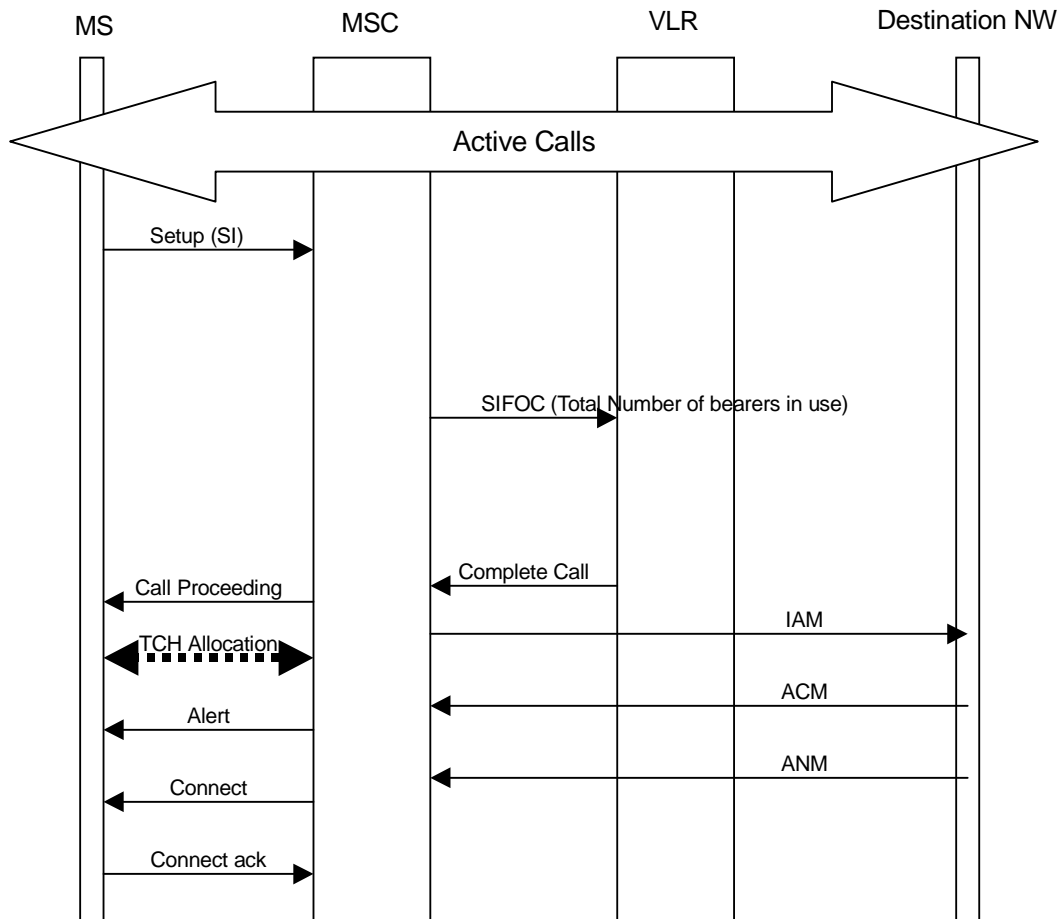 MS
MSC
VLR
Destination NW
Active Calls
Setup (SI)
SIFOC (Total Number of bearers in use)
Complete Call
Call Proceeding
IAM
TCH Allocation
ACM
Alert
ANM
Connect
Connect ack